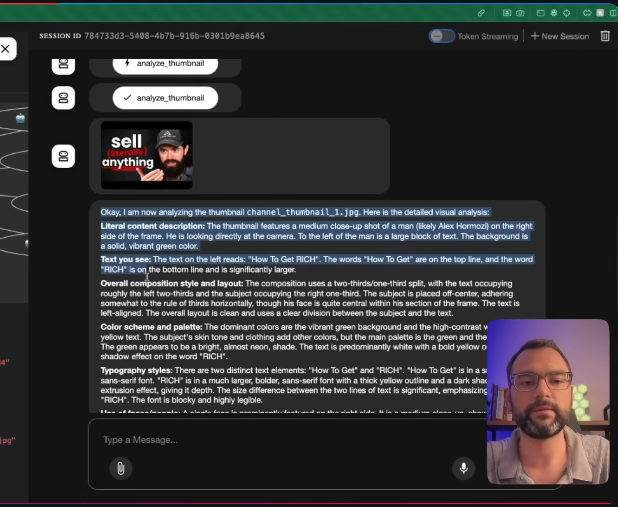 SESSION ID 784733d3-5408-4b7b-916b-0301b9ea8645
Token Streaming
+ New Session
analyze_thumbnail
analyze_thumbnail
sell
(literally)
anything
Okay, I am now analyzing the thumbnail channel_thumbnail_1.jpg. Here is the detailed visual analysis:
Literal content description: The thumbnail features a medium close-up shot of a man (likely Alex Hormozi) on the right
side of the frame. He is looking directly at the camera. To the left of the man is a large block of text. The background is
a solid, vibrant green color.
Text you see: The text on the left reads: "How To Get RICH". The words "How To Get" are on the top line, and the word
"RICH" is on the bottom line and is significantly larger.
Overall composition style and layout: The composition uses a two-thirds/one-third split, with the text occupying
roughly the left two-thirds and the subject occupying the right one-third. The subject is placed off-center, adhering
somewhat to the rule of thirds horizontally, though his face is quite central within his section of the frame. The text is
left-aligned. The overall layout is clean and uses a clear division between the subject and the text.
Color scheme and palette: The dominant colors are the vibrant green background and the high-contrast
yellow text. The subject's skin tone and clothing add other colors, but the main palette is the green and the
The green appears to be a bright, almost neon, shade. The text is predominantly white with a bold yellow
shadow effect on the word "RICH".
Typography styles: There are two distinct text elements: "How To Get" and "RICH". "How To Get" is in a
sans-serif font. "RICH" is in a much larger, bolder, sans-serif font with a thick yellow outline and a dark
extrusion effect, giving it depth. The size difference between the two lines of text is significant, emphasizing
"RICH". The font is blocky and highly legible.
4"
jpg"
Type a Message...